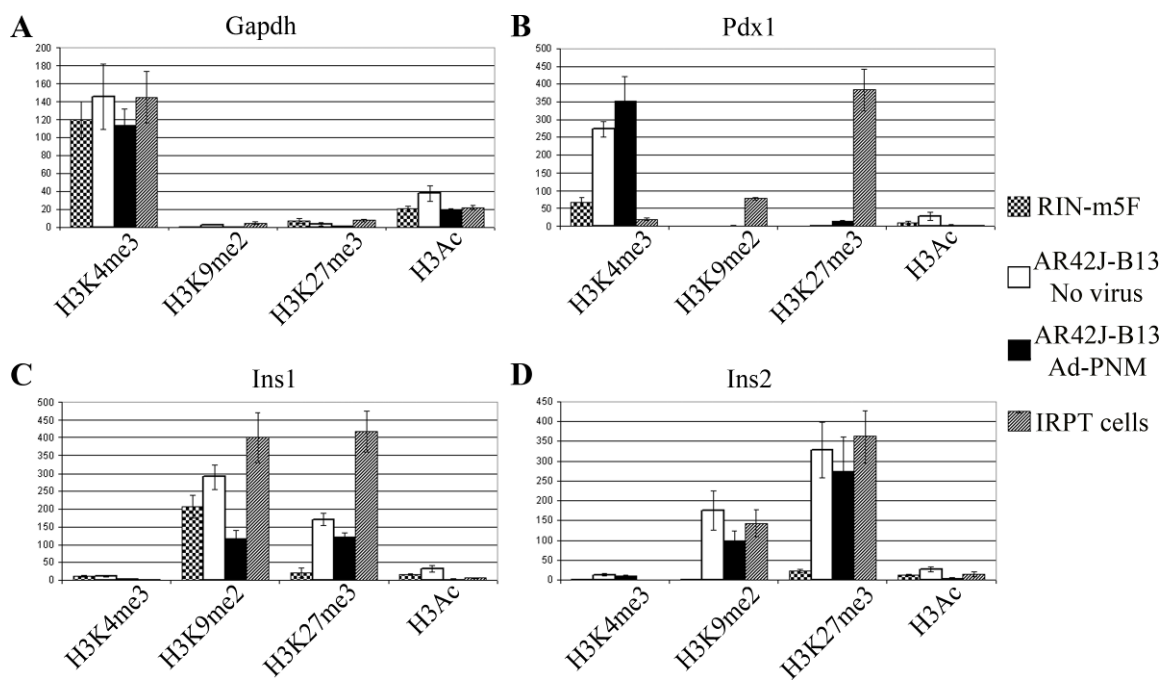 A
Gapdh
200
180
160
140
120
100
80
60
40
20
0
H3K4me3
H3K9me2
H3K27me3
H3Ac
B
Pdx1
500
450
400
350
300
250
200
150
100
50
0
H3K4me3
H3K9me2
H3K27me3
H3Ac
C
Ins1
500
450
400
350
300
250
200
150
100
50
0
H3K4me3
H3K9me2
H3K27me3
H3Ac
D
Ins2
450
400
350
300
250
200
150
100
50
0
H3K4me3
H3K9me2
H3K27me3
H3Ac
RIN-m5F
AR42J-B13
No virus
AR42J-B13
Ad-PNM
IRPT cells